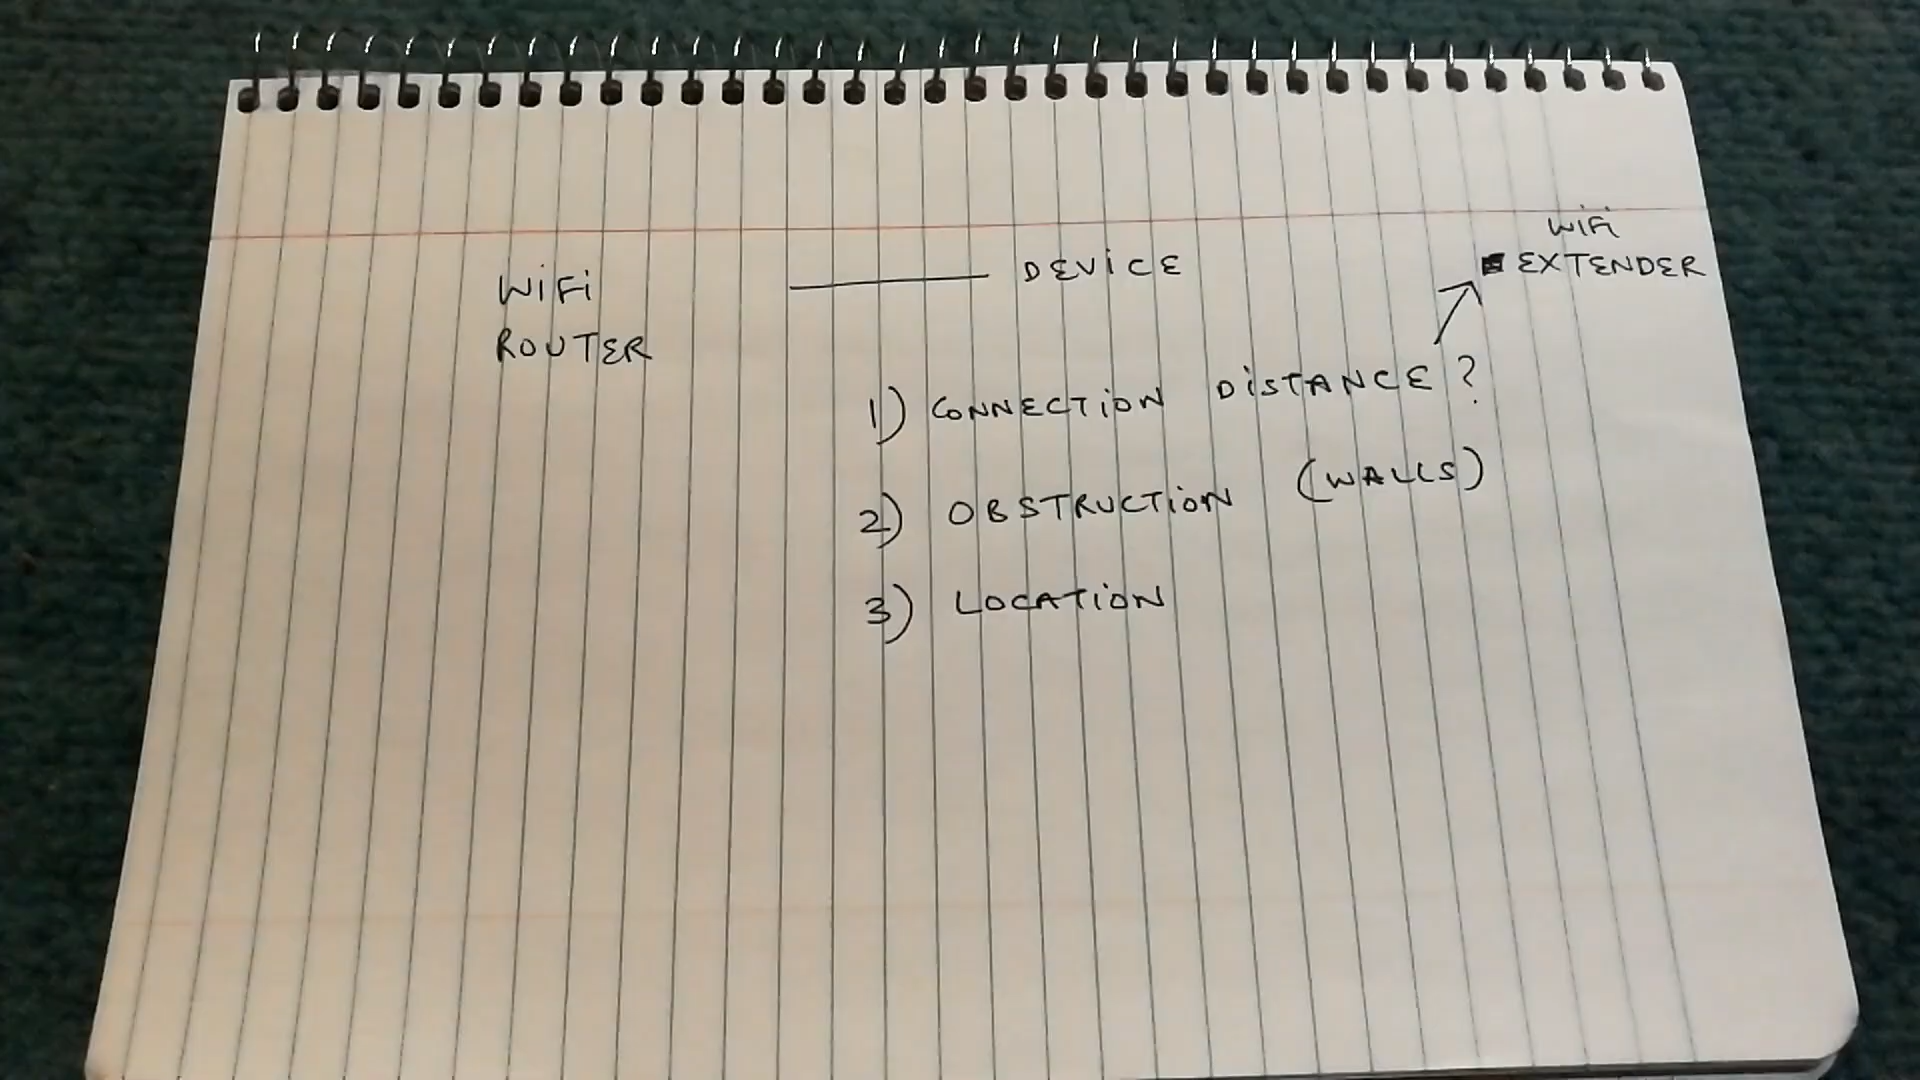 WiFi
ROUTER
DEVICE
WiFi
EXTENDER
1) CONNECTION DISTANCE ?
2) OBSTRUCTION (WALLS)
3) LOCATION